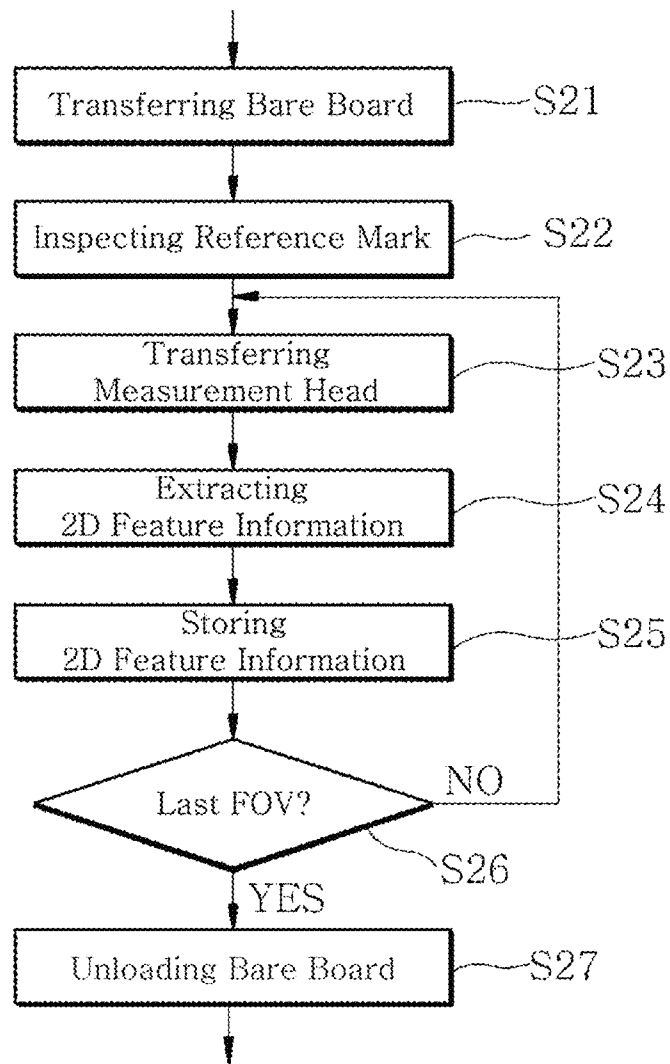 Transferring Bare Board
S21
Inspecting Reference Mark
S22
Transferring
Measurement Head
S23
Extracting
2D Feature Information
S24
Storing
2D Feature Information
S25
Last FOV?
NO
S26
YES
Unloading Bare Board
S27